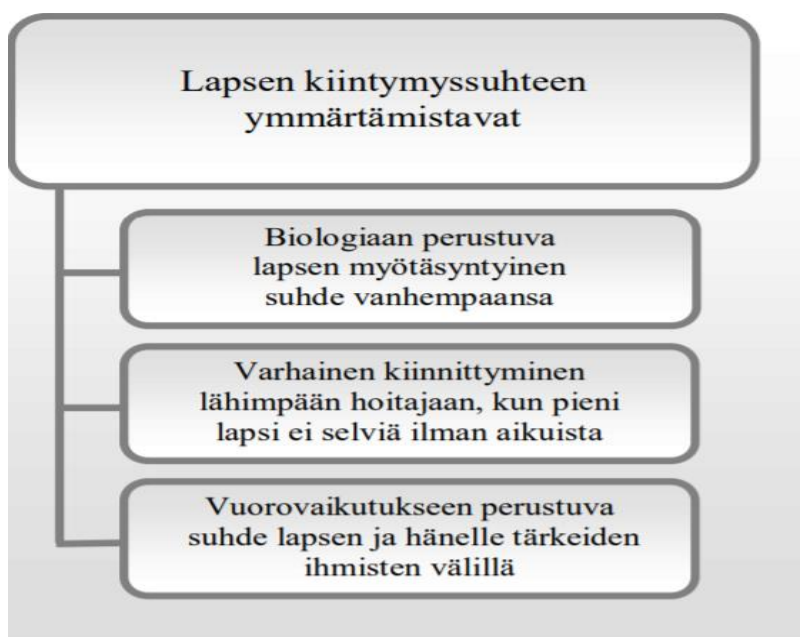 Lapsen kiintymyssuhteen
ymmärtämistavat
Biologiaan perustuva
lapsen myötäsyntyinen
suhde vanhempaansa
Varhainen kiinnittyminen
lähimpään hoitajaan, kun pieni
lapsi ei selviä ilman aikuista
Vuorovaikutukseen perustuva
suhde lapsen ja hänelle tärkeiden
ihmisten välillä